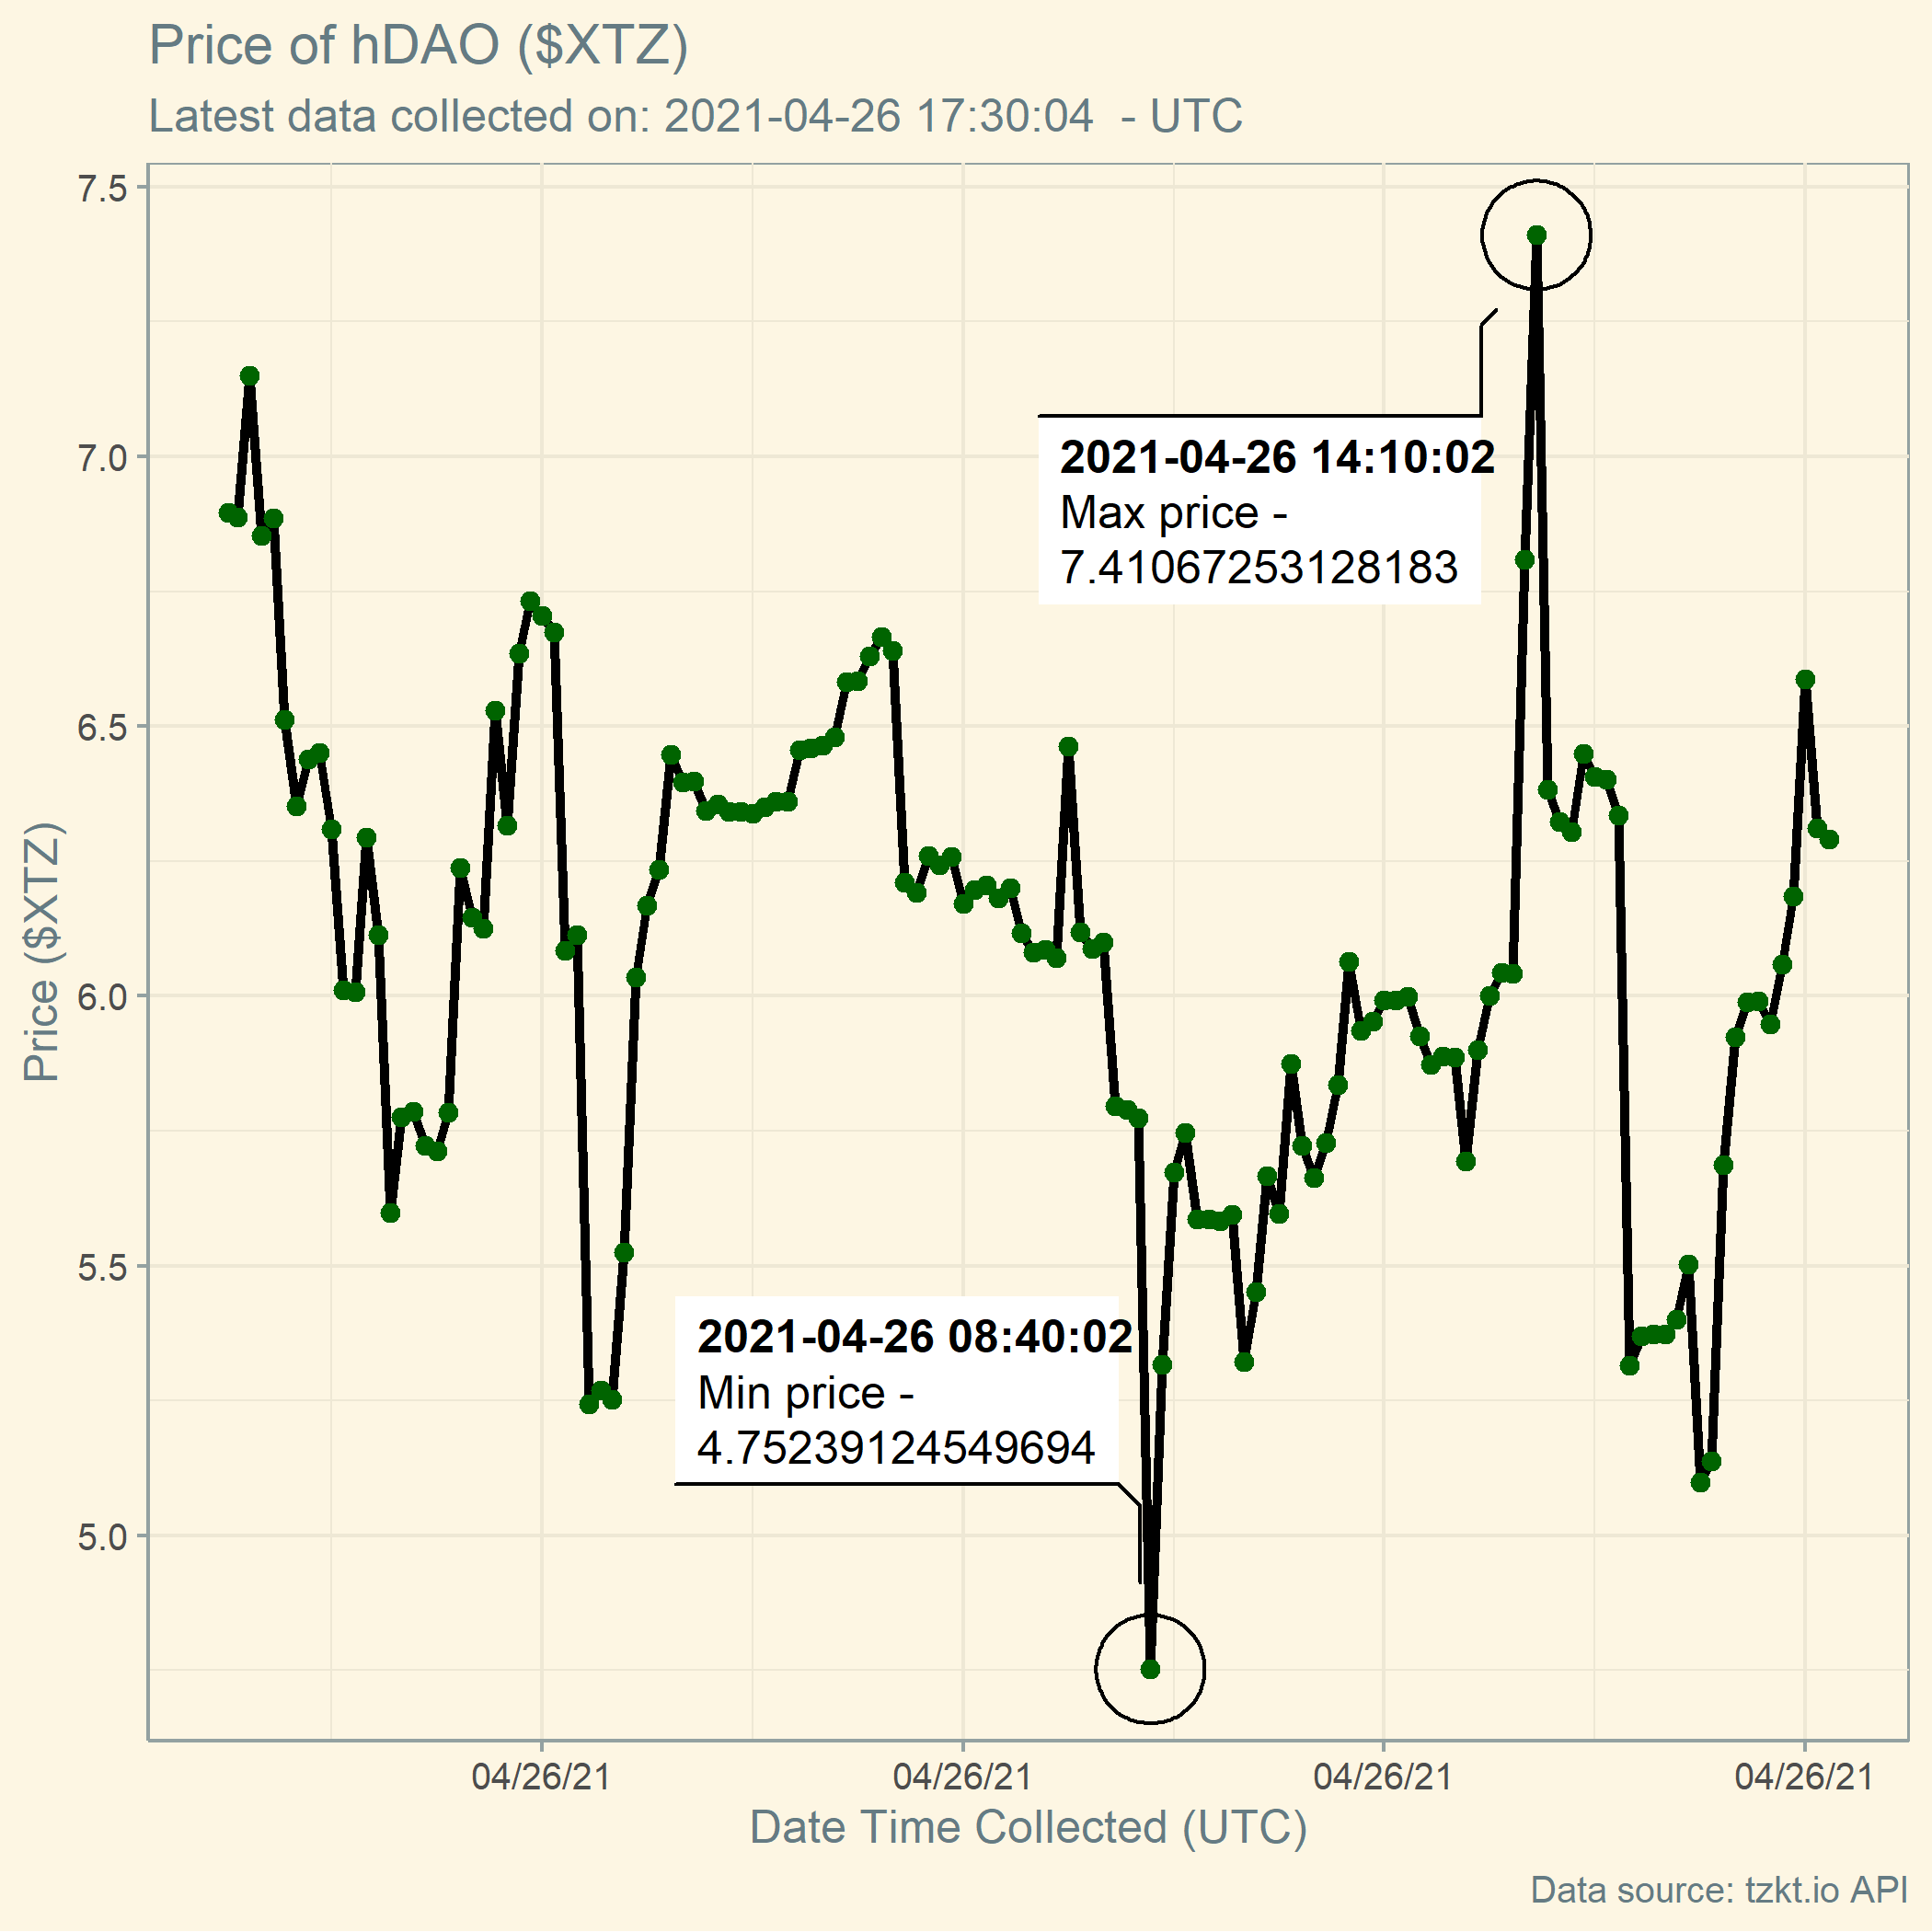 Price of hDAO ($XTZ)
Latest data collected on: 2021-04-26 17:30:04  - UTC
7.5
7.0
6.5
6.0
5.5
5.0
Price ($XTZ)
2021-04-26 14:10:02
Max price -
7.41067253128183
2021-04-26 08:40:02
Min price -
4.75239124549694
04/26/21
04/26/21
04/26/21
04/26/21
Date Time Collected (UTC)
Data source: tzkt.io API